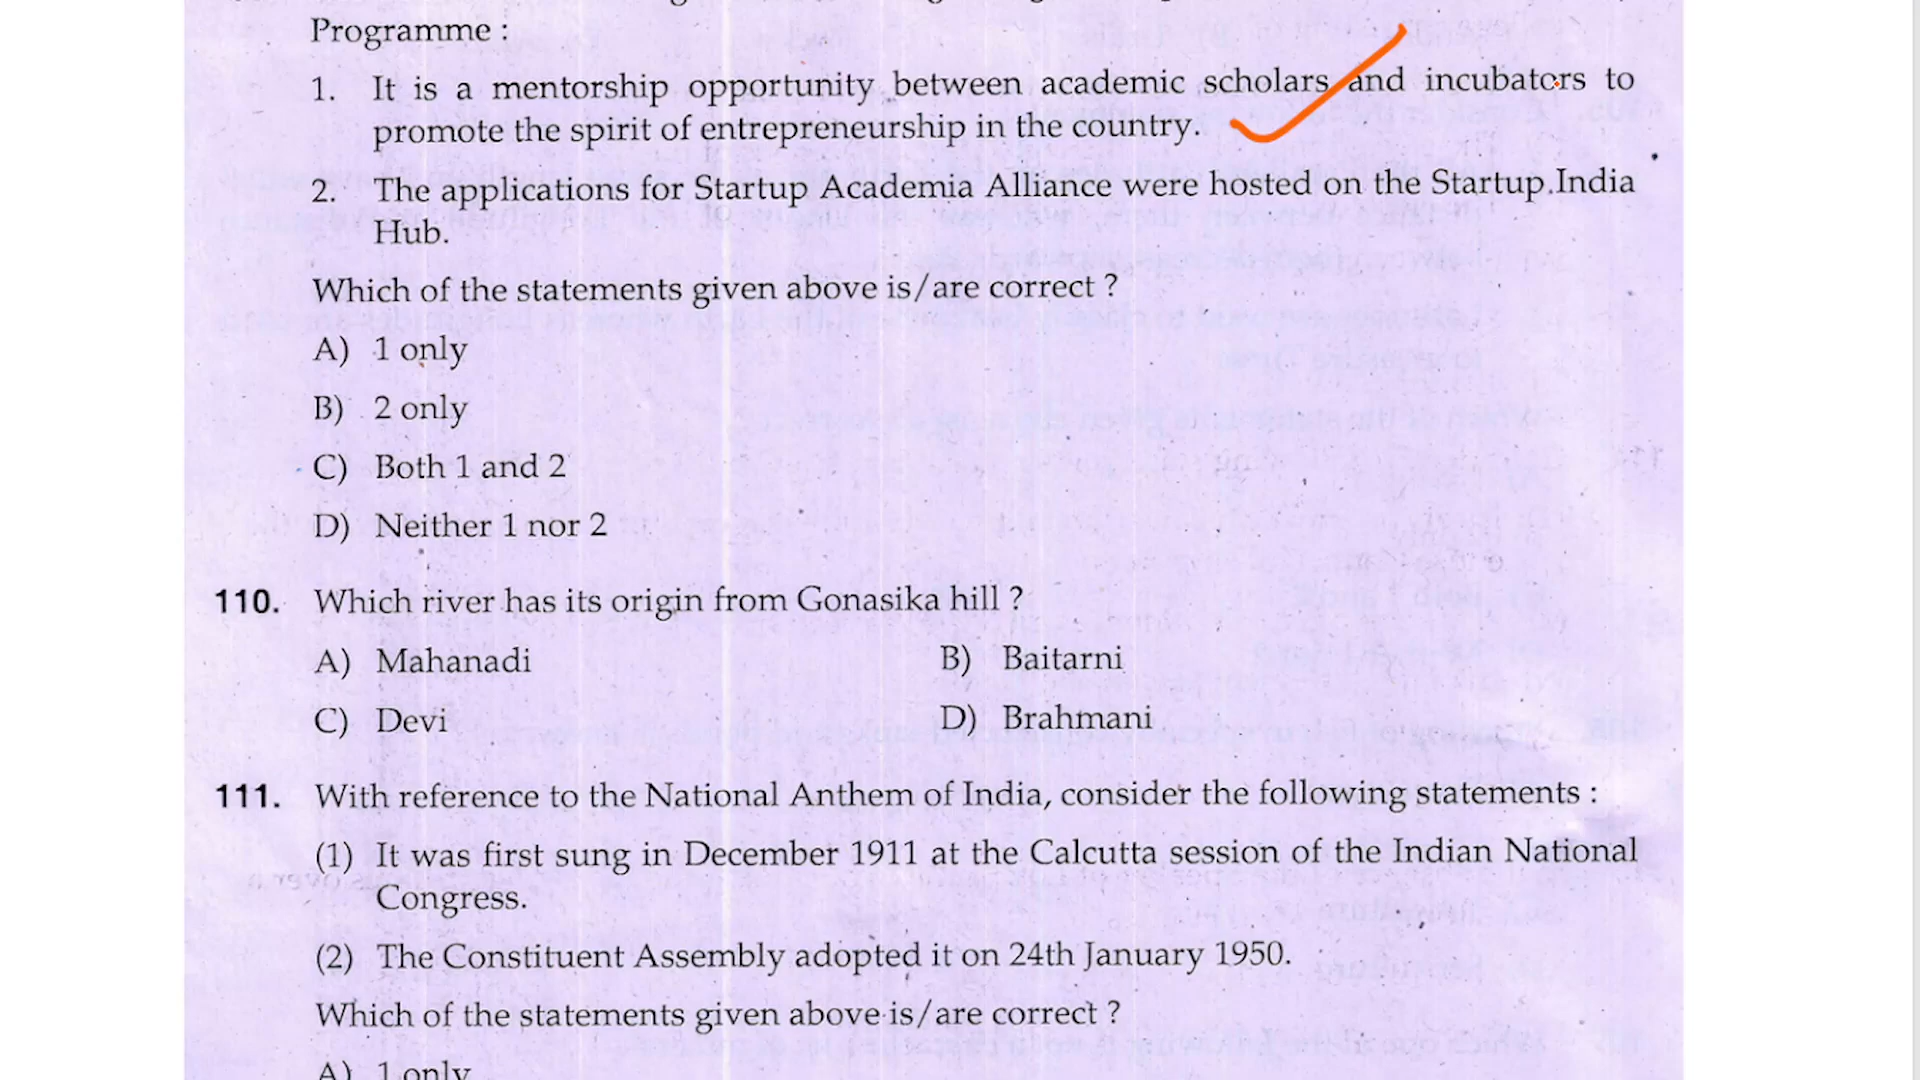 Programme :
1. It is a mentorship opportunity between academic scholars and incubators to
promote the spirit of entrepreneurship in the country.
2. The applications for Startup Academia Alliance were hosted on the Startup India
Hub.
Which of the statements given above is/are correct ?
A) 1 only
B) 2 only
C) Both 1 and 2
D) Neither 1 nor 2
110. Which river has its origin from Gonasika hill ?
A) Mahanadi B) Baitarni
C) Devi D) Brahmani
111. With reference to the National Anthem of India, consider the following statements :
(1) It was first sung in December 1911 at the Calcutta session of the Indian National
Congress.
(2) The Constituent Assembly adopted it on 24th January 1950.
Which of the statements given above is/are correct ?
A) 1 only